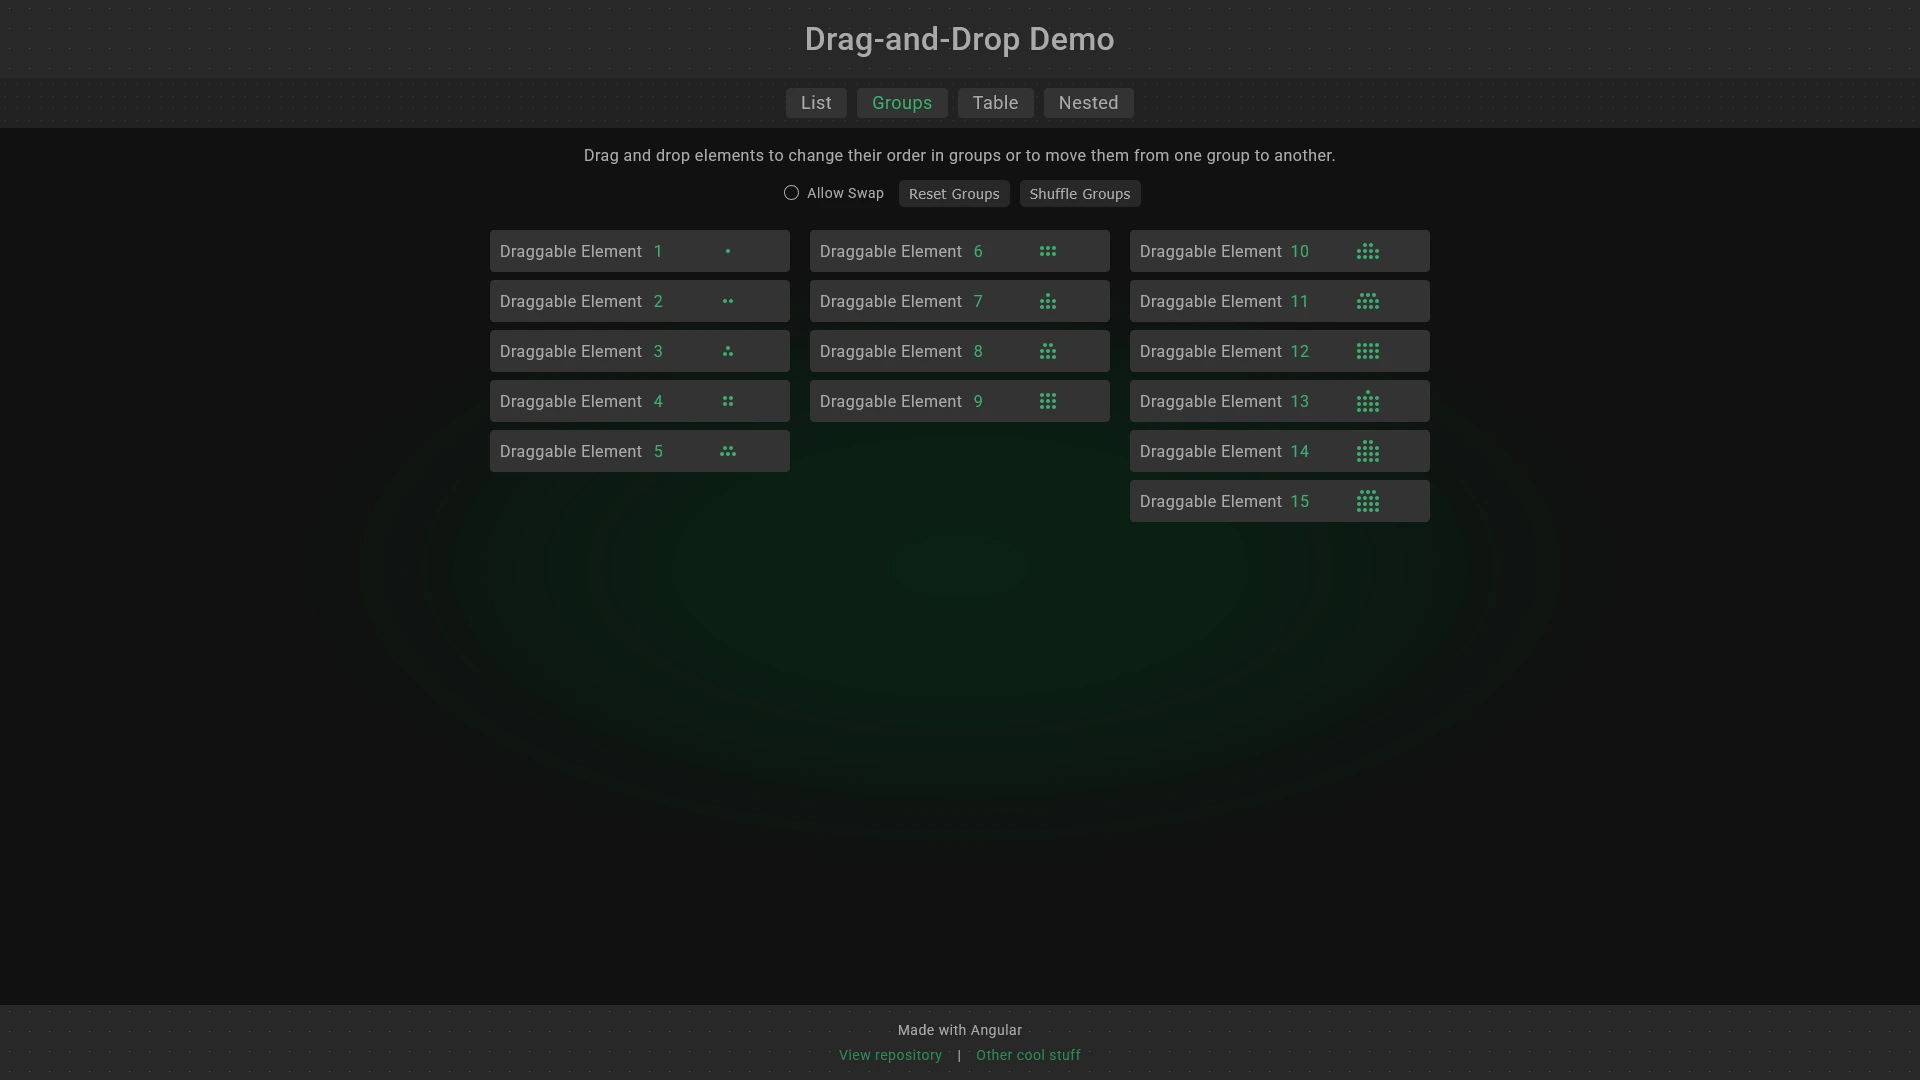 Drag-and-Drop Demo
List Groups Table Nested
Drag and drop elements to change their order in groups or to move them from one group to another.
Allow Swap Reset Groups Shuffle Groups
Draggable Element 1
Draggable Element 2
Draggable Element 3
Draggable Element 4
Draggable Element 5
Draggable Element 6
Draggable Element 7
Draggable Element 8
Draggable Element 9
Draggable Element 10
Draggable Element 11
Draggable Element 12
Draggable Element 13
Draggable Element 14
Draggable Element 15
Made with Angular
View repository | Other cool stuff